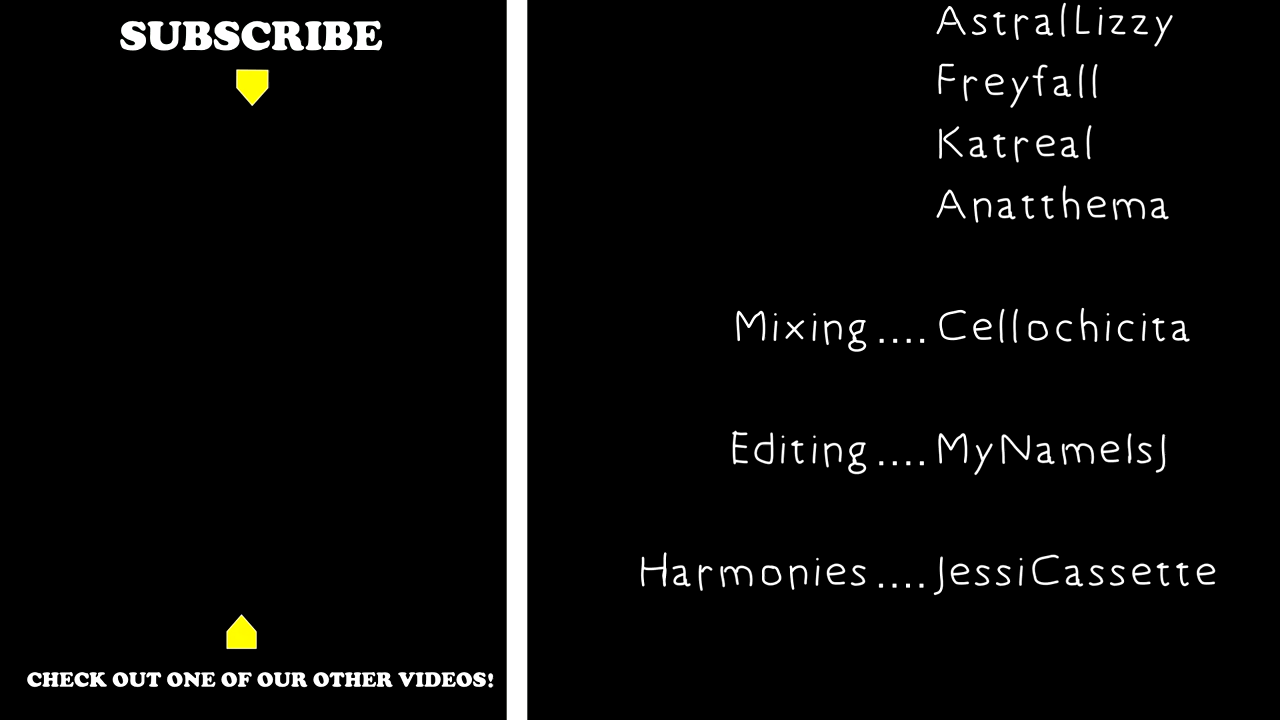 SUBSCRIBE
CHECK OUT ONE OF OUR OTHER VIDEOS!
AstralLizzy
Freyfall
Katreal
Anatthema
Mixing .... Cellochicita
Editing .... MyNameIsJ
Harmonies .... JessiCassette